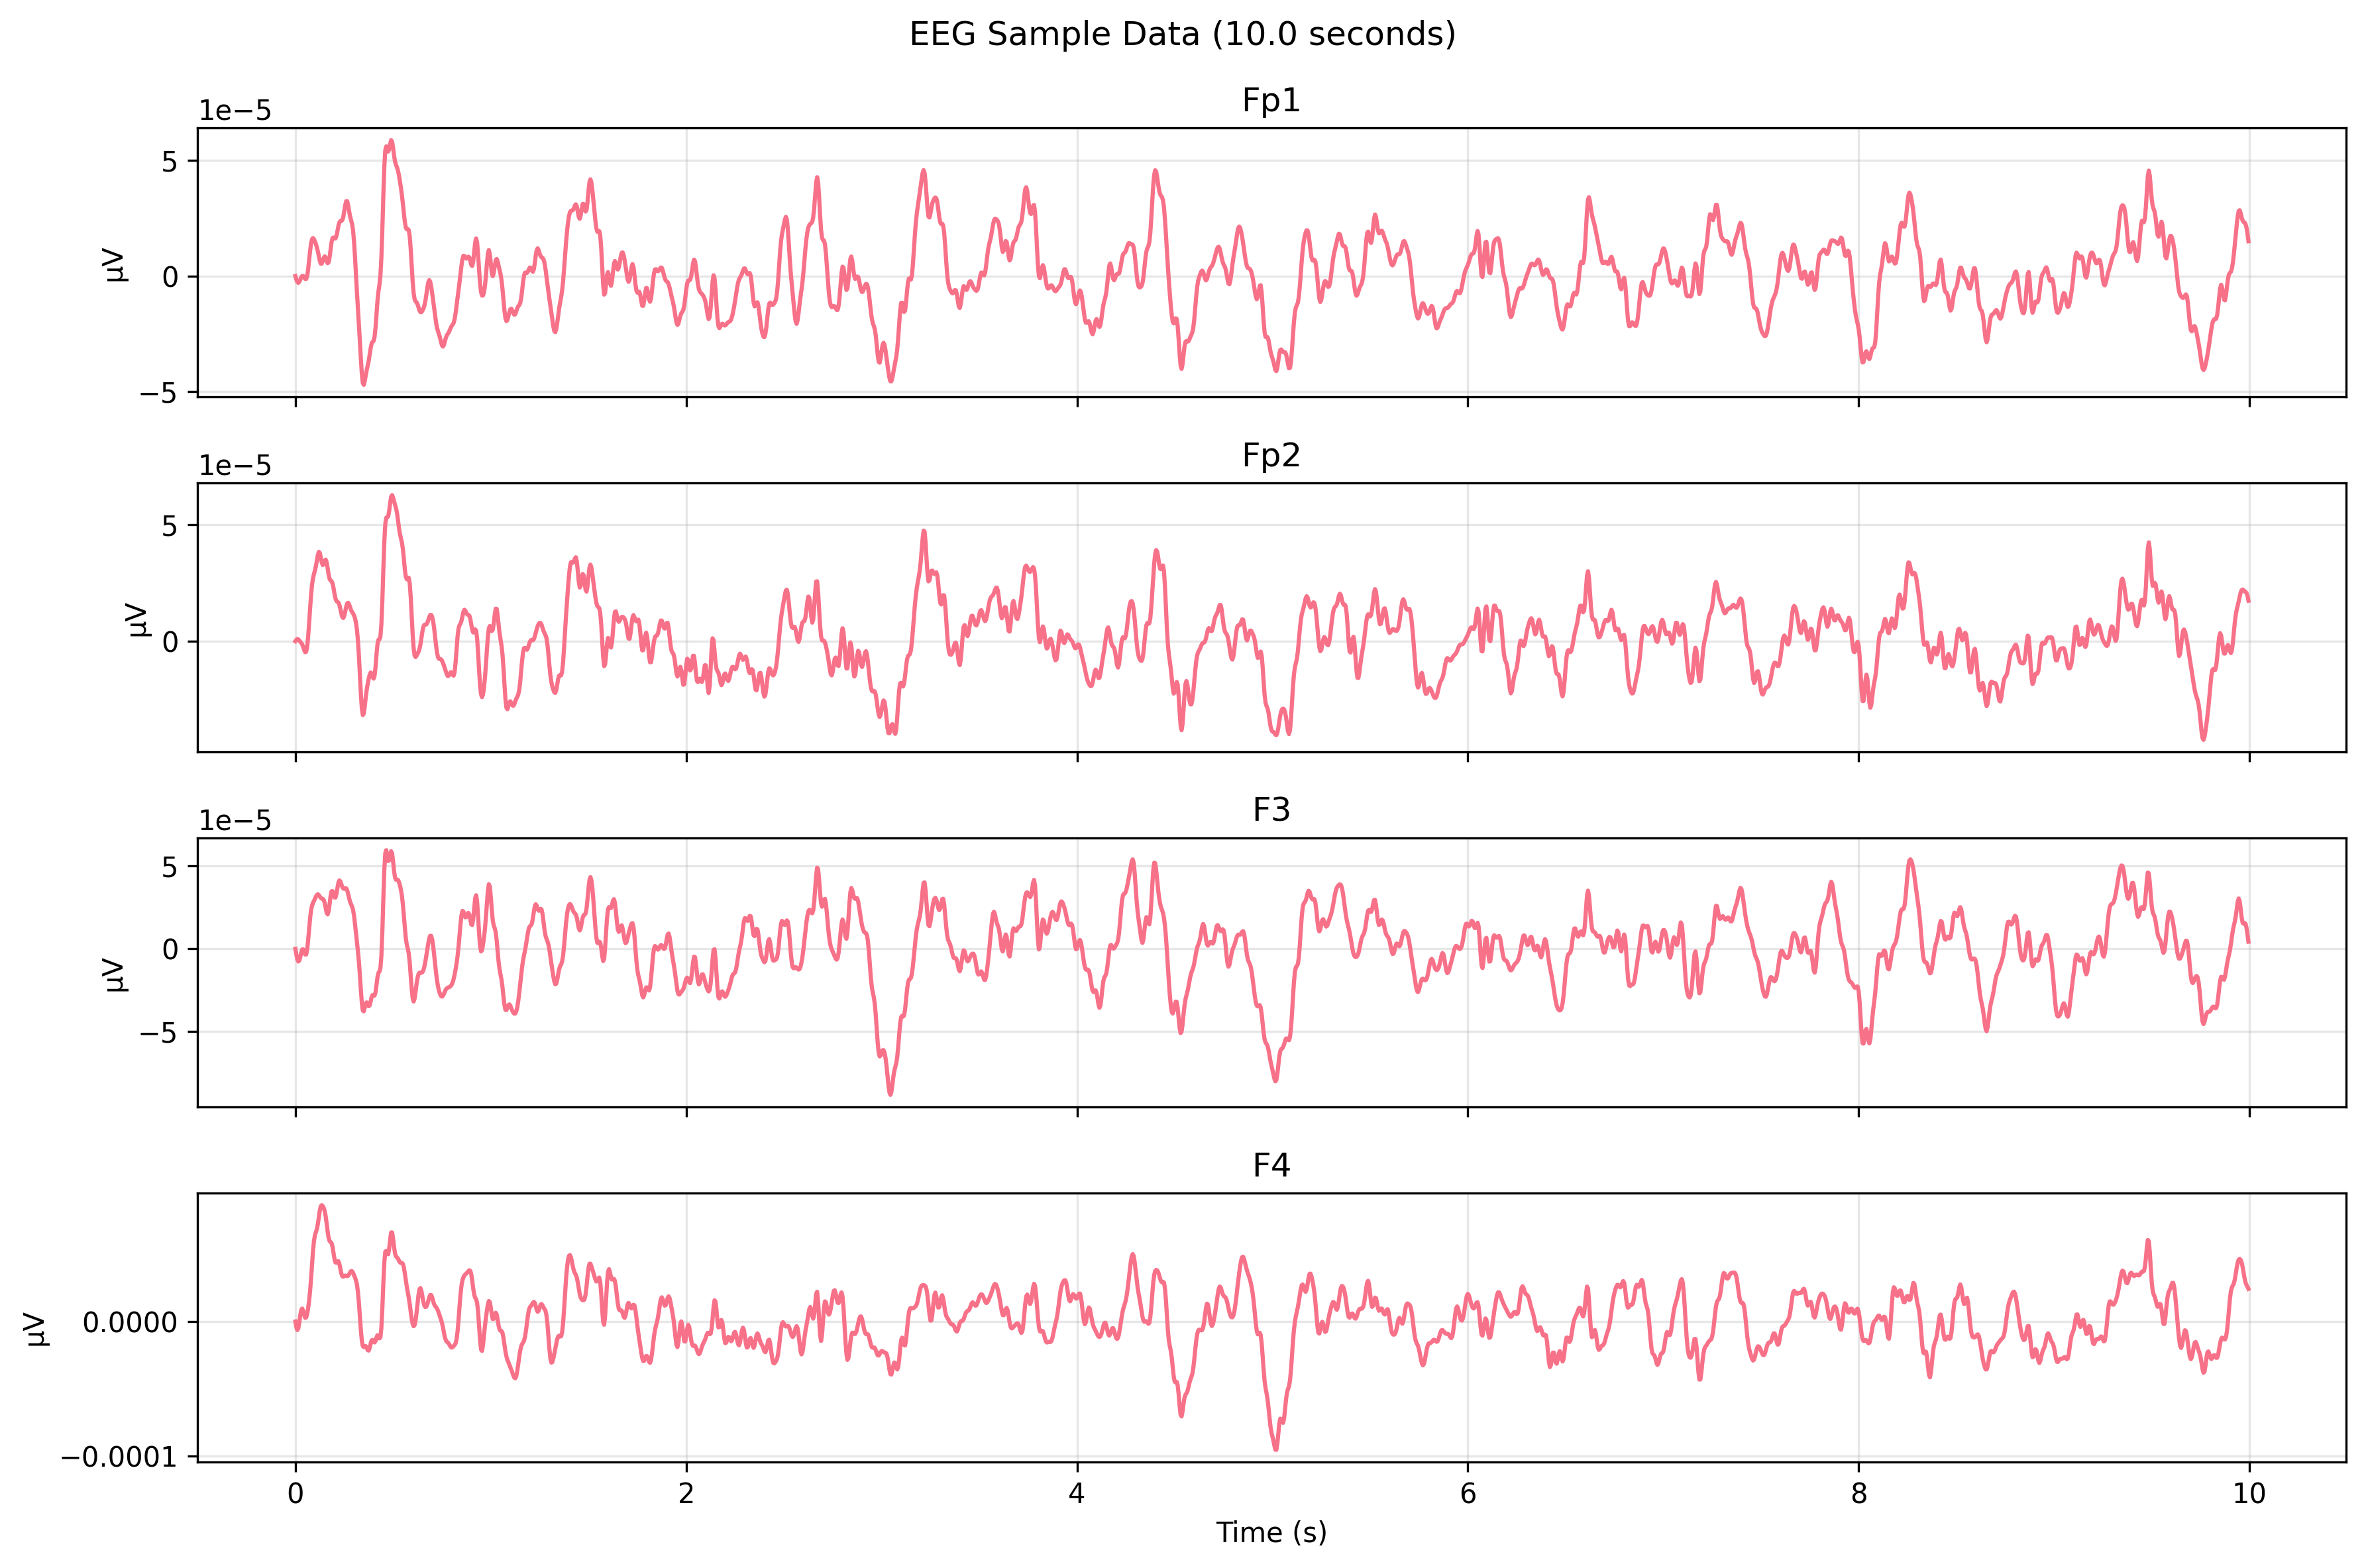 EEG Sample Data (10.0 seconds)
Fp1
1e−5
5
0
−5
µV
Fp2
1e−5
5
0
µV
F3
1e−5
5
0
−5
µV
F4
0.0000
−0.0001
µV
0 2 4 6 8 10
Time (s)